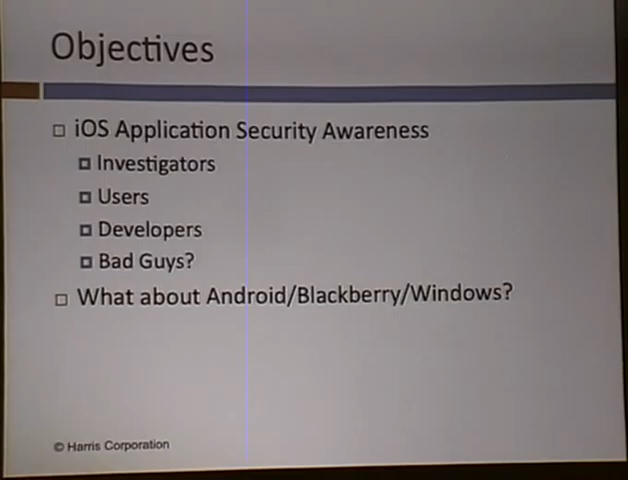 Objectives
iOS Application Security Awareness
Investigators
Users
Developers
Bad Guys?
What about Android/Blackberry/Windows?
© Harris Corporation